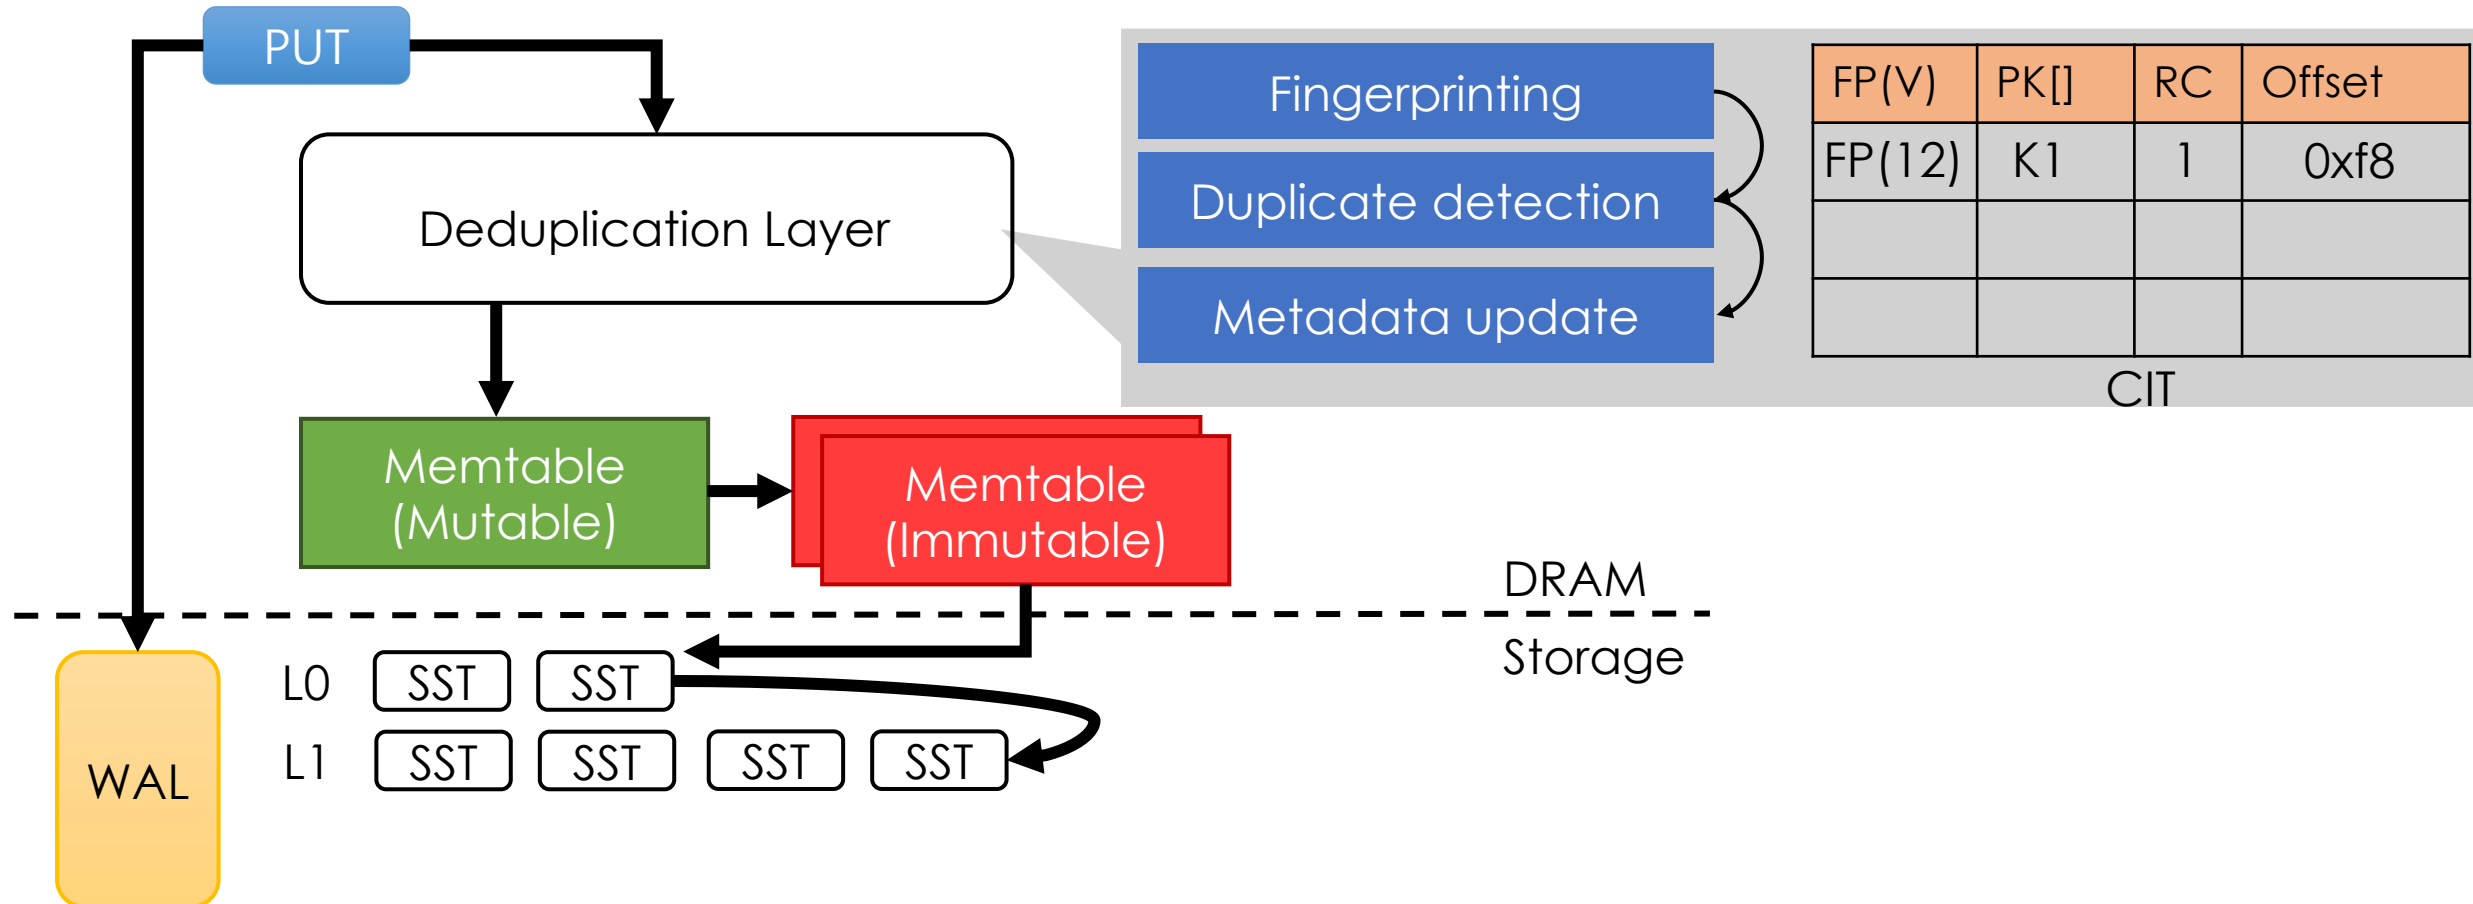 PUT
Deduplication Layer
Fingerprinting
Duplicate detection
Metadata update
FP(V) PK[] RC Offset
FP(12) K1 1 0xf8
CIT
Memtable
(Mutable)
Memtable
(Immutable)
DRAM
Storage
WAL
L0 SST SST
L1 SST SST SST SST